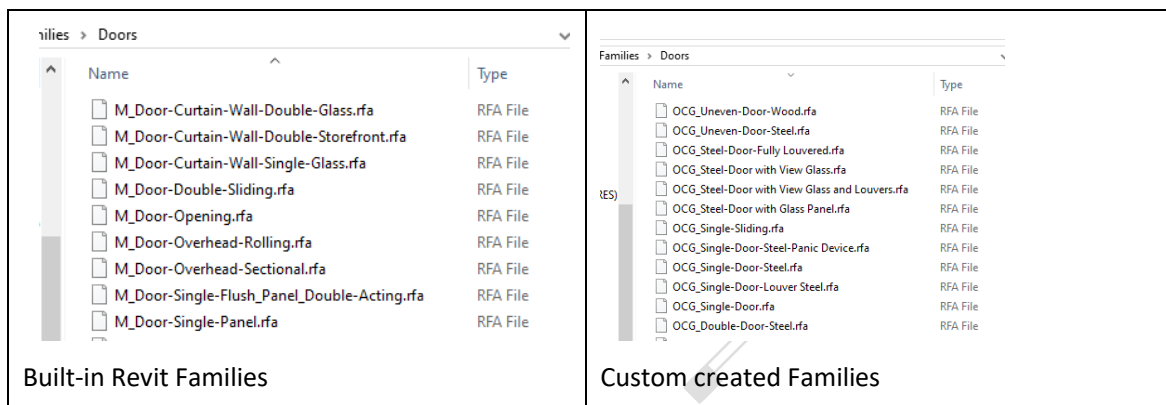 nilies > Doors
Name Type
M_Door-Curtain-Wall-Double-Glass.rfa RFA File
M_Door-Curtain-Wall-Double-Storefront.rfa RFA File
M_Door-Curtain-Wall-Single-Glass.rfa RFA File
M_Door-Double-Sliding.rfa RFA File
M_Door-Opening.rfa RFA File
M_Door-Overhead-Rolling.rfa RFA File
M_Door-Overhead-Sectional.rfa RFA File
M_Door-Single-Flush_Panel_Double-Acting.rfa RFA File
M_Door-Single-Panel.rfa RFA File
Built-in Revit Families
Families > Doors
Name Type
OCG_Uneven-Door-Wood.rfa RFA File
OCG_Uneven-Door-Steel.rfa RFA File
OCG_Steel-Door-Fully Louvered.rfa RFA File
OCG_Steel-Door with View Glass.rfa RFA File
RES) OCG_Steel-Door with View Glass and Louvers.rfa RFA File
OCG_Steel-Door with Glass Panel.rfa RFA File
OCG_Single-Sliding.rfa RFA File
OCG_Single-Door-Steel-Panic Device.rfa RFA File
OCG_Single-Door-Steel.rfa RFA File
OCG_Single-Door-Louver Steel.rfa RFA File
OCG_Single-Door.rfa RFA File
OCG_Double-Door-Steel.rfa RFA File
Custom created Families